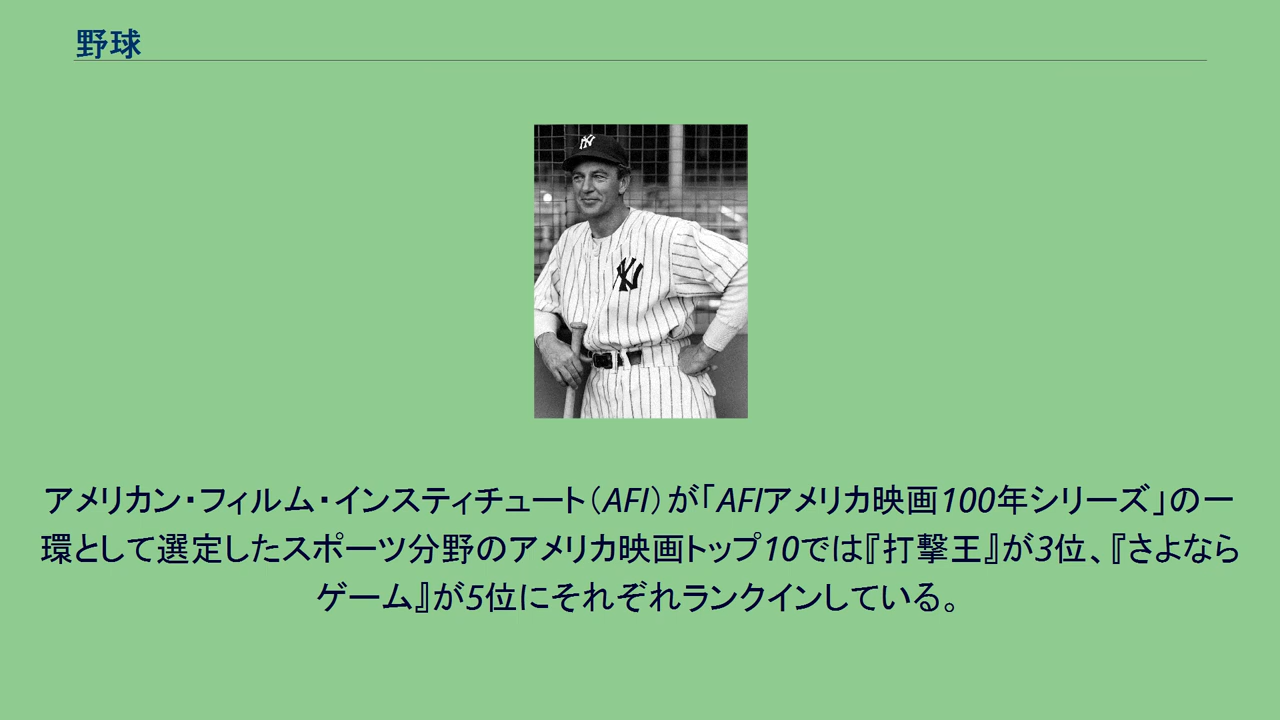 野球
NY
NY
アメリカン・フィルム・インスティチュート（AFI）が「AFIアメリカ映画100年シリーズ」の一
環として選定したスポーツ分野のアメリカ映画トップ10では『打撃王』が3位、『さよなら
ゲーム』が5位にそれぞれランクインしている。